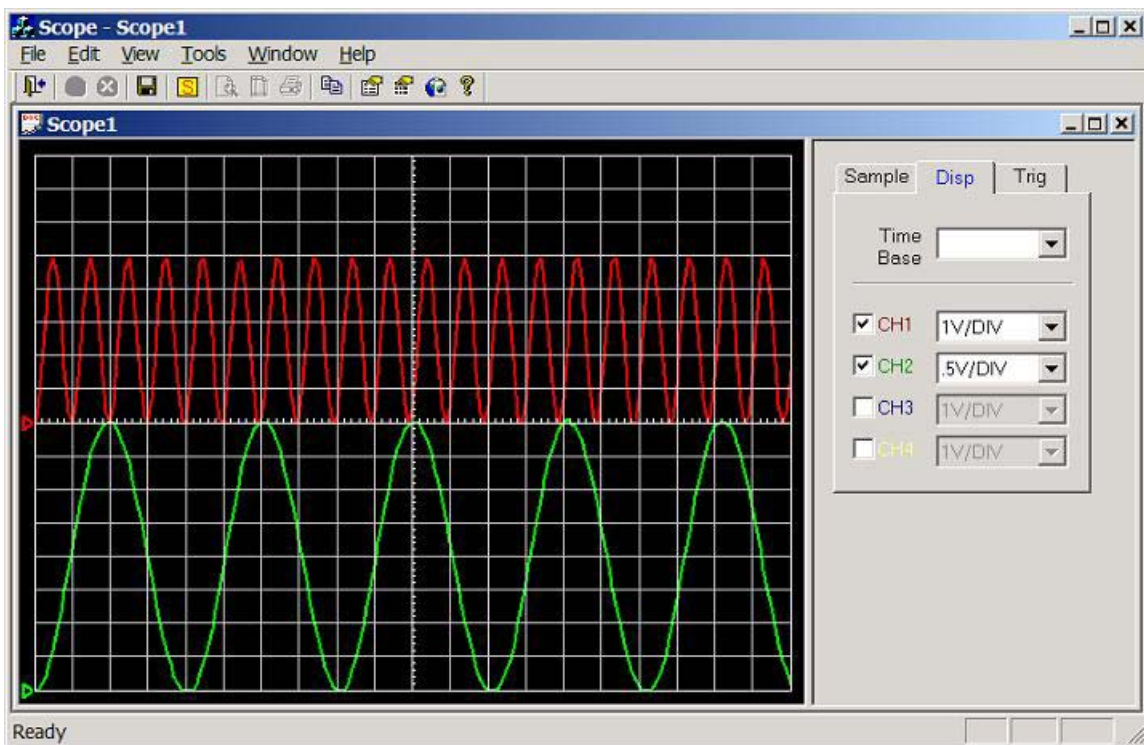 Scope - Scope1
File Edit View Tools Window Help
S
Scope1
Sample Disp Trig
Time
Base
CH1 1V/DIV
CH2 .5V/DIV
CH3 1V/DIV
CH4 1V/DIV
Ready